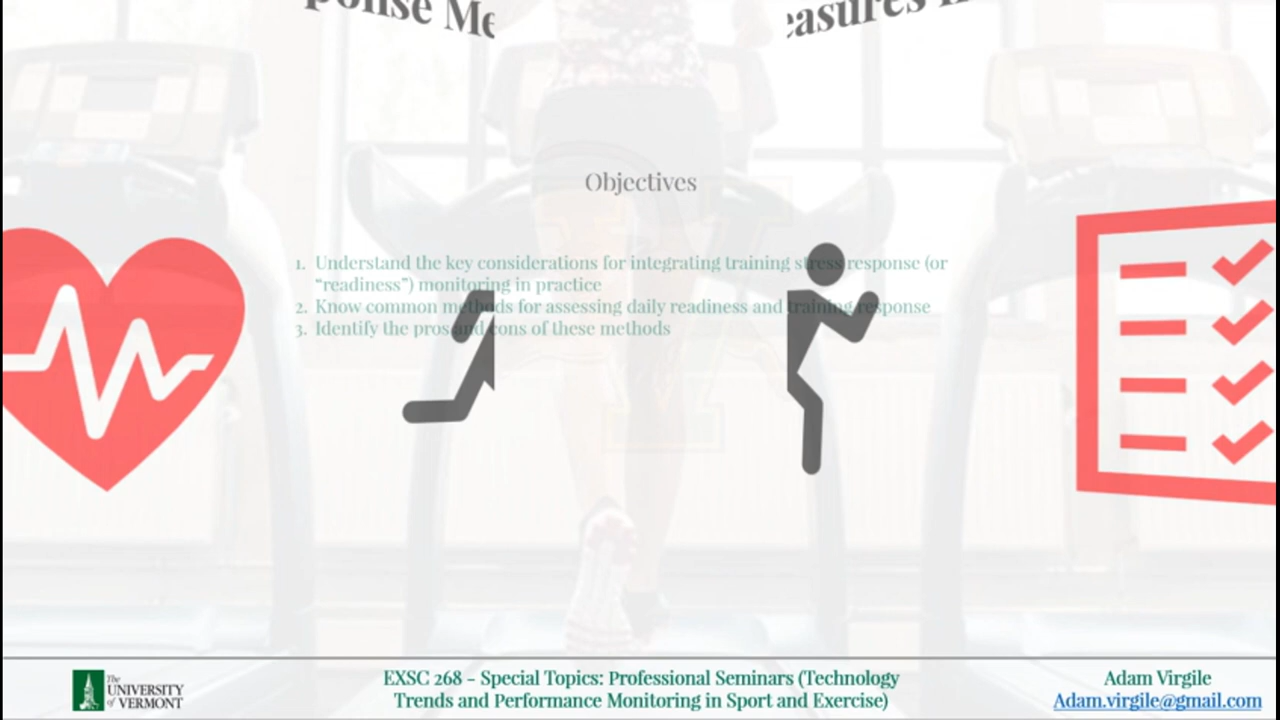 ponse Me
easures
Objectives
1. Understand the key considerations for integrating training stress response (or
“readiness”) monitoring in practice
2. Know common methods for assessing daily readiness and training response
3. Identify the pros and cons of these methods
The
UNIVERSITY
of VERMONT
EXSC 268 – Special Topics: Professional Seminars (Technology
Trends and Performance Monitoring in Sport and Exercise)
Adam Virgile
Adam.virgile@gmail.com